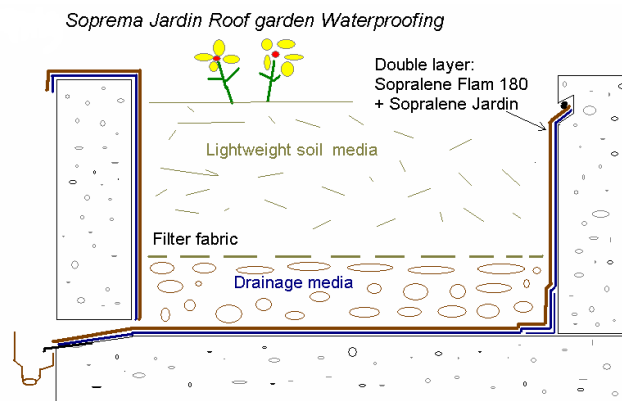 Soprema Jardin Roof garden Waterproofing
Double layer:
Sopralene Flam 180
+ Sopralene Jardin
Lightweight soil media
Filter fabric
Drainage media